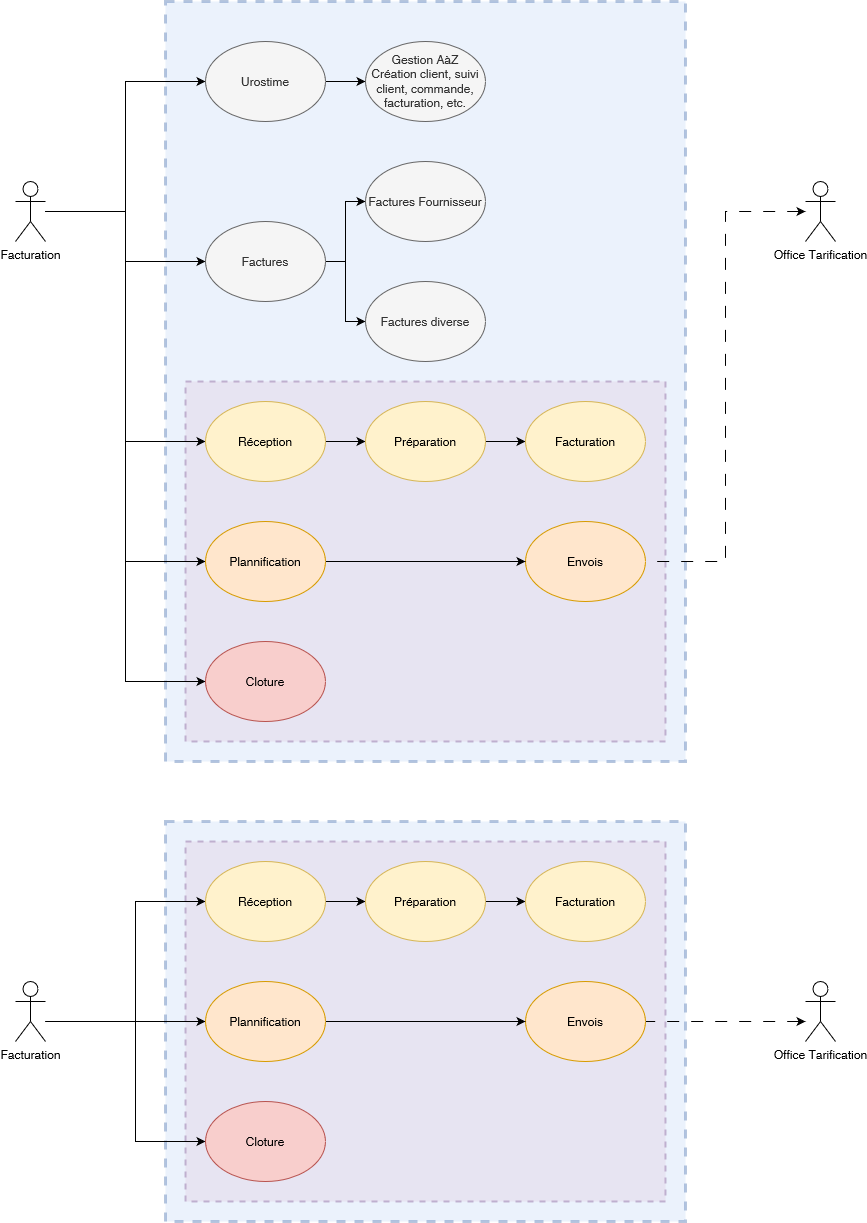 Urostime
Gestion AàZ
Création client, suivi
client, commande,
facturation, etc.
Factures Fournisseur
Facturation
Office Tarification
Factures
Factures diverse
Réception
Préparation
Facturation
Plannification
Envois
Cloture
Réception
Préparation
Facturation
Plannification
Envois
Facturation
Office Tarification
Cloture